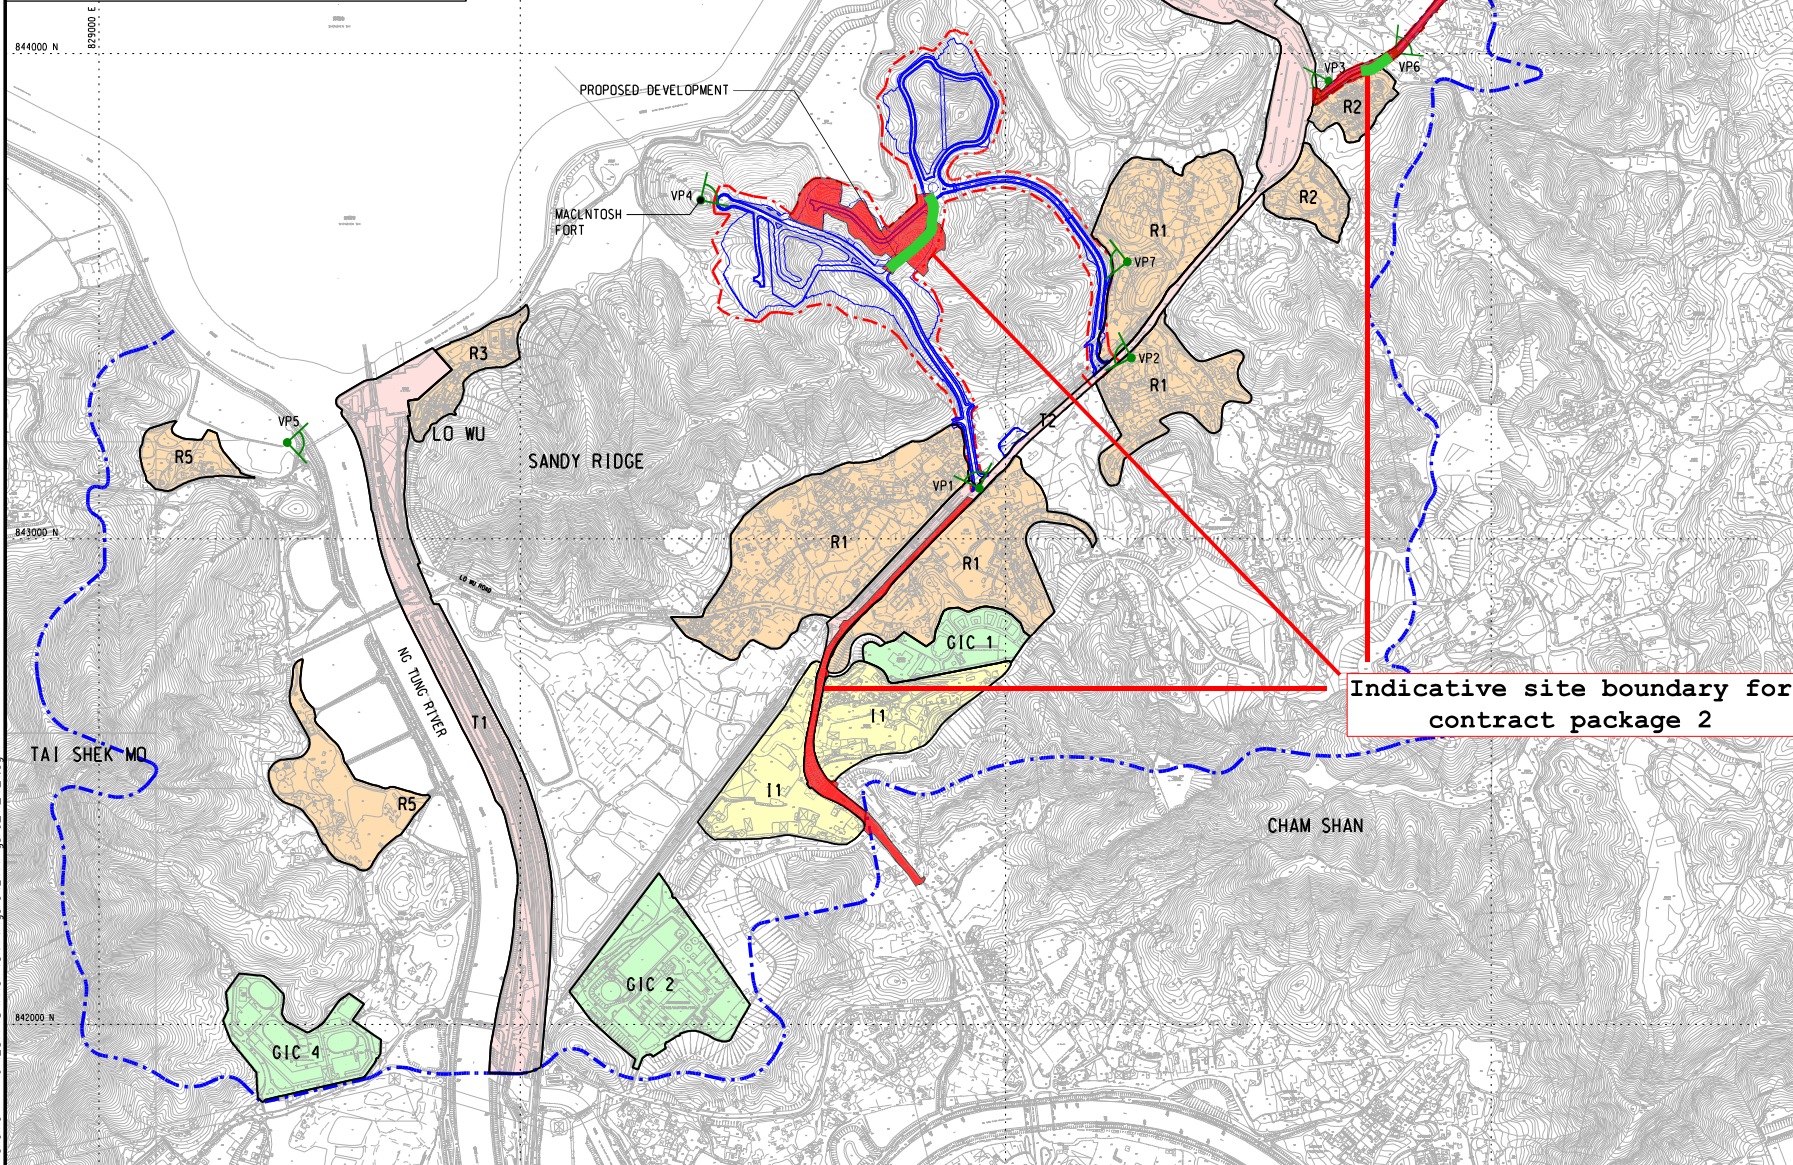 829000 E
844000 N
VP3
VP6
PROPOSED DEVELOPMENT
R2
VP4
R2
MACLNTOSH
FORT
R1
VP7
R3
VP2
R1
VP5
T2
LO WU
R5
SANDY RIDGE
VP1
843000 N
R1
R1
LO WU ROAD
GIC 1
NG TUNG RIVER
Indicative site boundary for
contract package 2
T1
I1
TAI SHEK MO
I1
R5
CHAM SHAN
GIC 2
842000 N
GIC 4